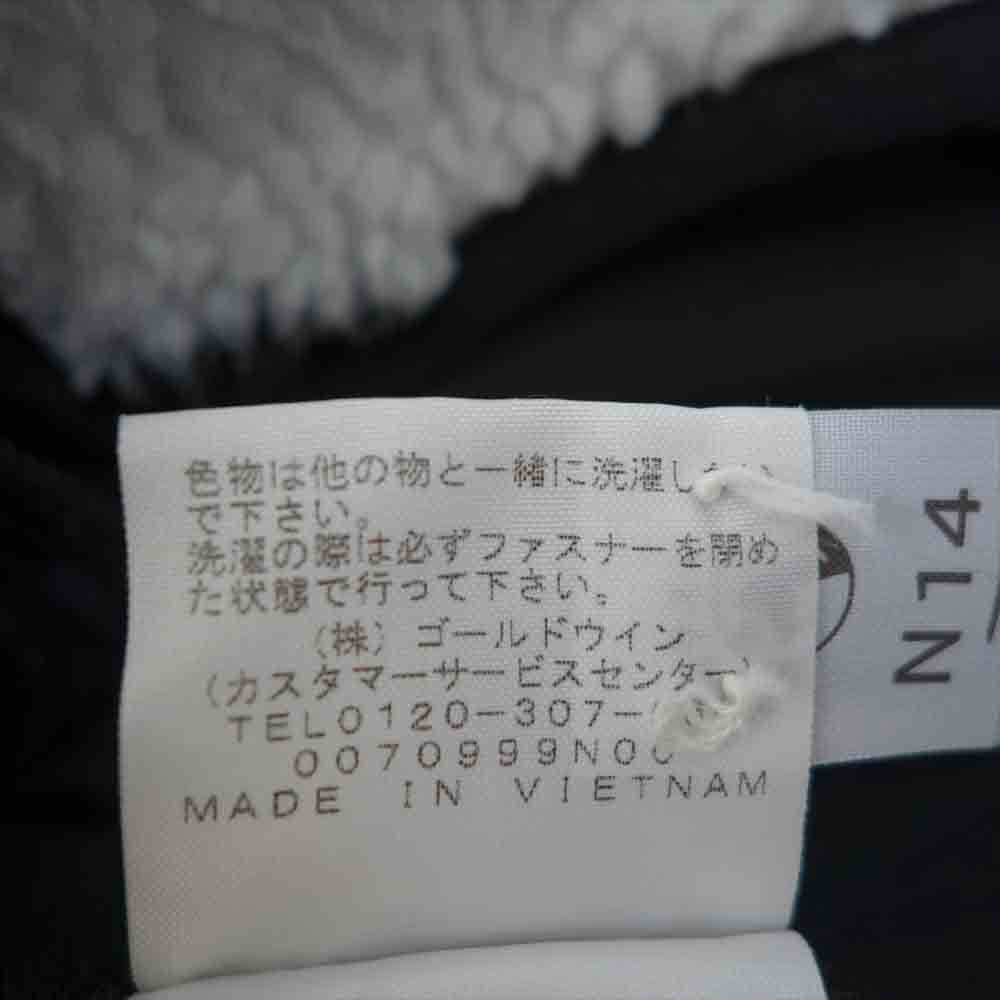 色物は他の物と一緒に洗濯しない
で下さい。
洗濯の際は必ずファスナーを閉め
た状態で行って下さい。
(株) ゴールドウイン
(カスタマーサービスセンター)
TEL0120-307-
0070999N00
MADE IN VIETNAM
N14